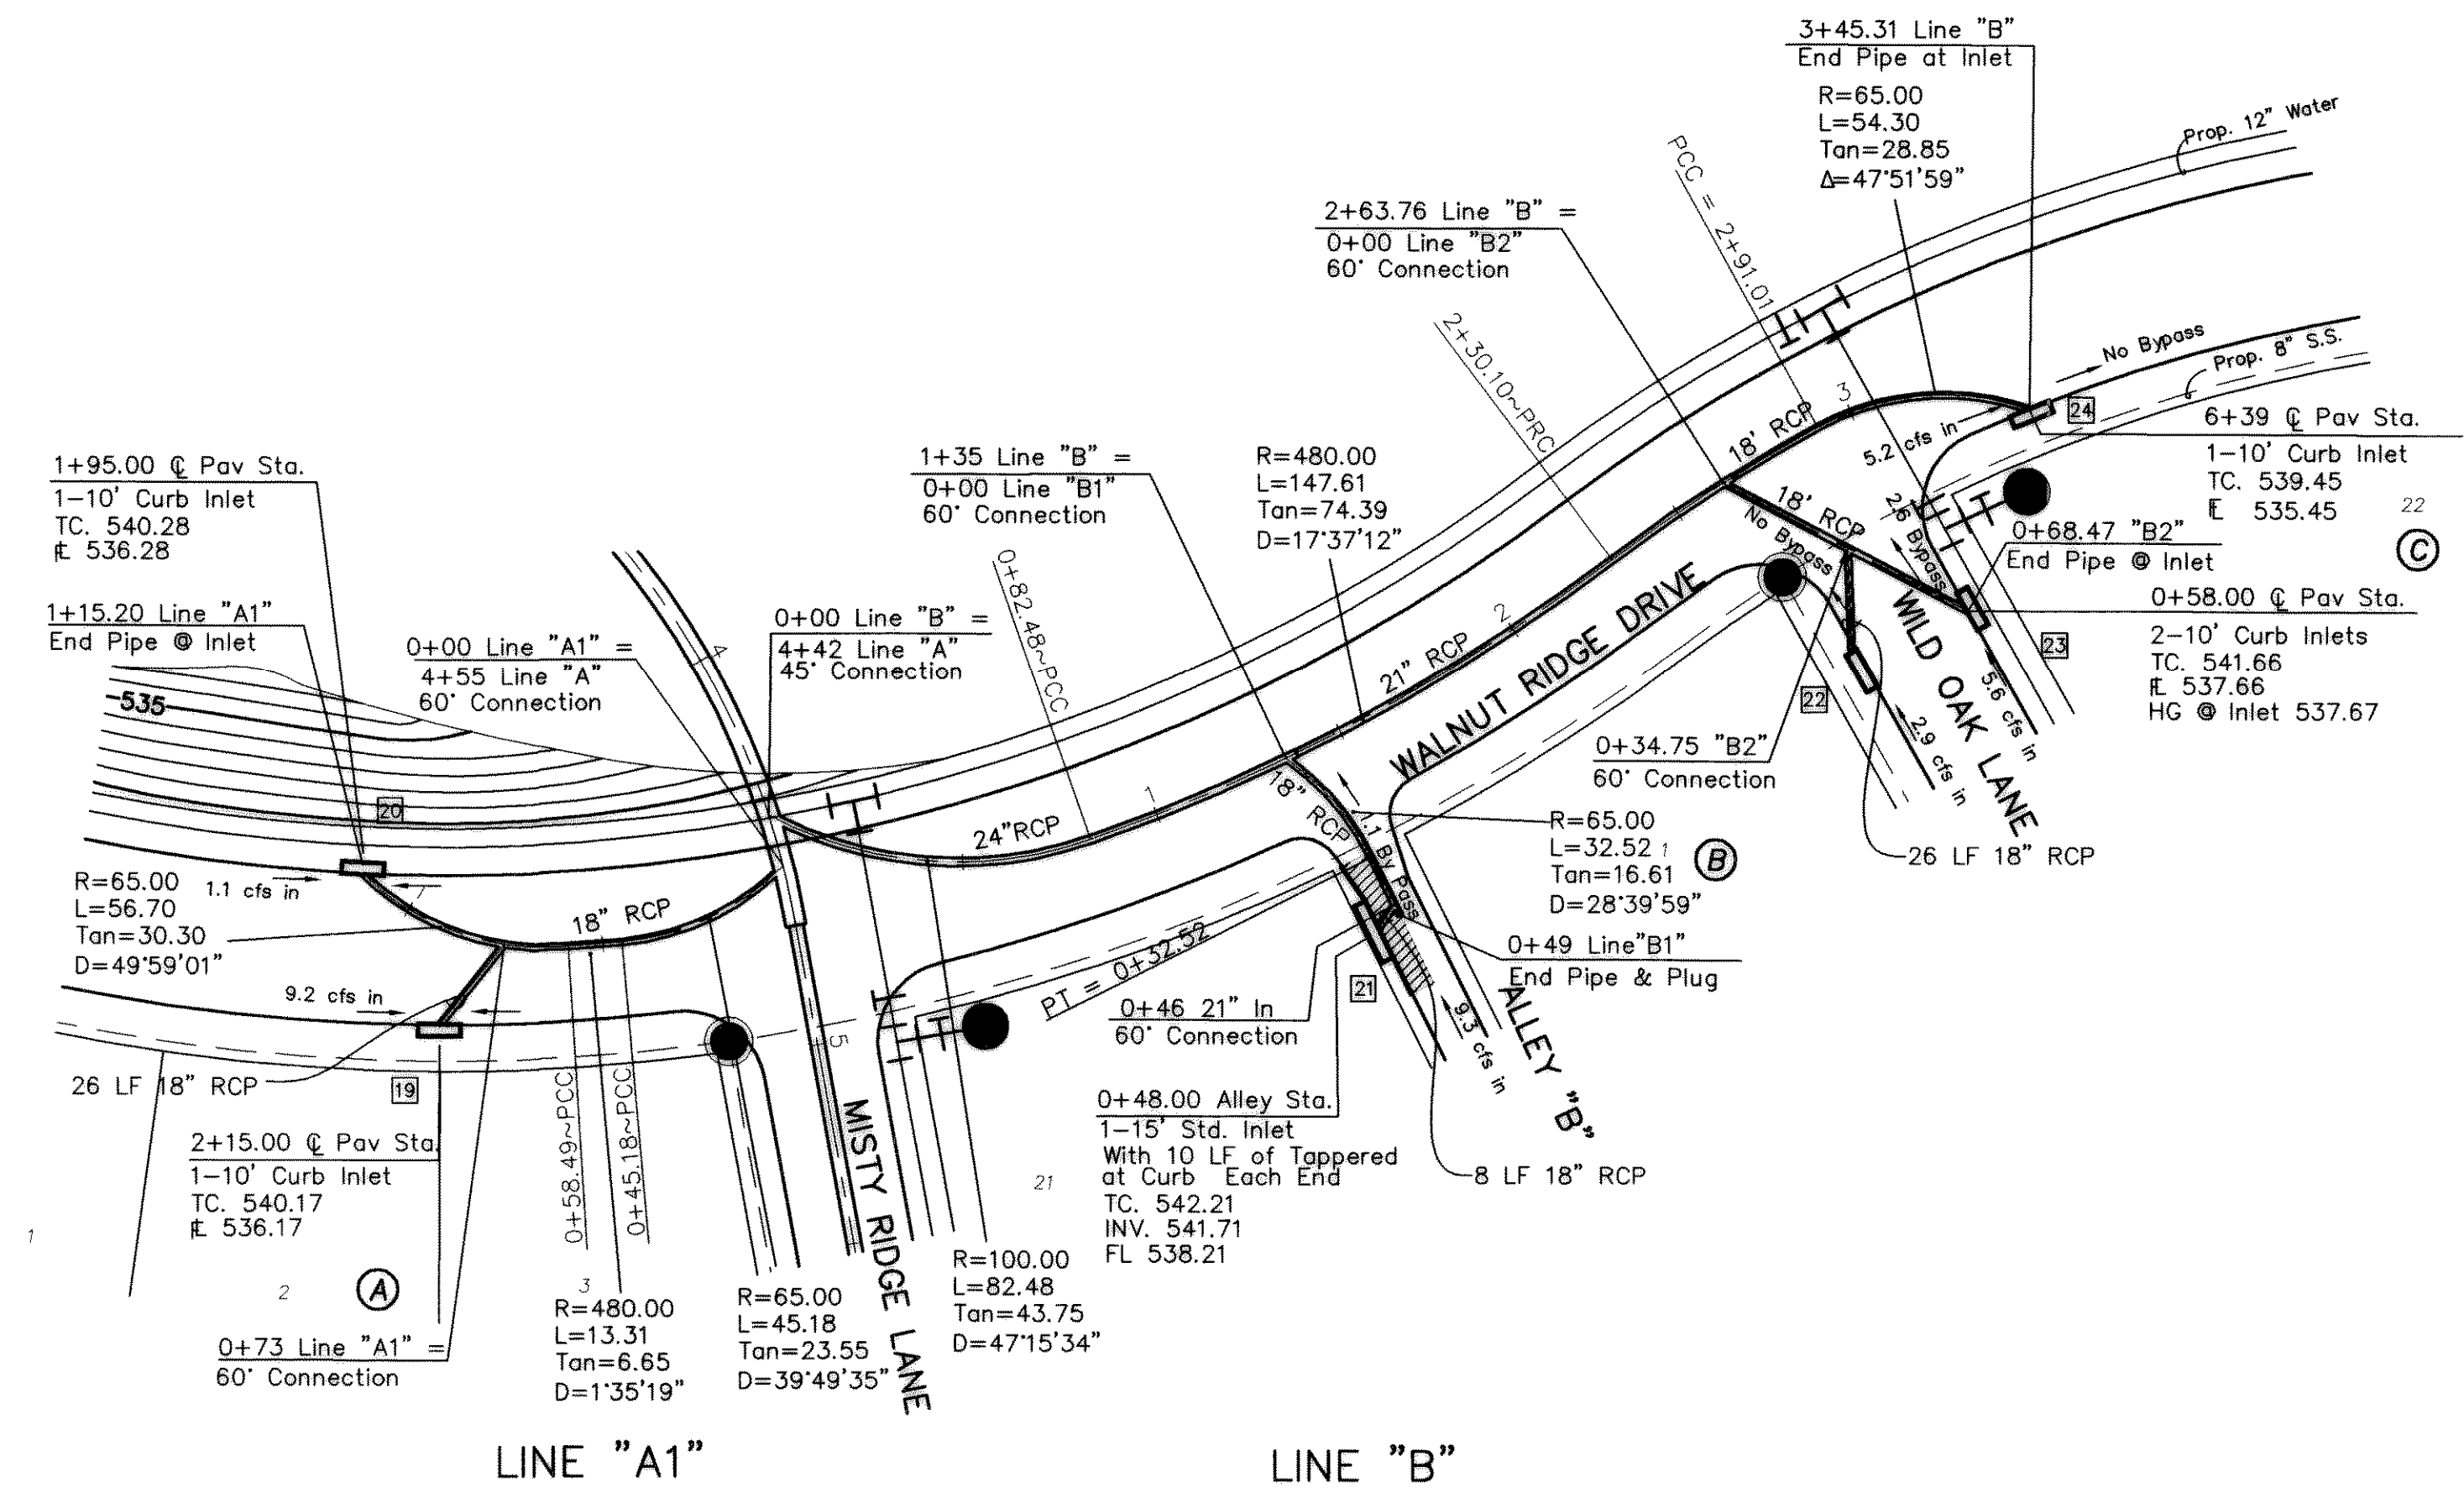 3+45.31 Line "B"
End Pipe at Inlet
R=65.00
L=54.30
Tan=28.85
Δ=47°51'59"
Prop. 12" Water
PCC = 2+91.01
2+63.76 Line "B" =
0+00 Line "B2"
60° Connection
2+30.10~PRC
No Bypass
Prop. 8" S.S.
24
6+39 ℄ Pav Sta.
1-10' Curb Inlet
TC. 539.45
℄ 535.45
22
C
3
18' RCP
5.2 cfs in
18' RCP
No Bypass
2.6 Bypass
0+68.47 "B2"
End Pipe @ Inlet
0+58.00 ℄ Pav Sta.
2-10' Curb Inlets
TC. 541.66
FL 537.66
HG @ Inlet 537.67
23
5.6 cfs in
WILD OAK LANE
22
2.9 cfs in
26 LF 18" RCP
0+34.75 "B2"
60° Connection
1+95.00 ℄ Pav Sta.
1-10' Curb Inlet
TC. 540.28
FL 536.28
1+15.20 Line "A1"
End Pipe @ Inlet
535
0+00 Line "A1" =
4+55 Line "A"
60° Connection
4
0+00 Line "B" =
4+42 Line "A"
45° Connection
0+82.48~PCC
1+35 Line "B" =
0+00 Line "B1"
60° Connection
R=480.00
L=147.61
Tan=74.39
D=17°37'12"
2
21" RCP
WALNUT RIDGE DRIVE
1
24"RCP
18" RCP
1.1 By Pass
R=65.00
L=32.52
1
Tan=16.61
D=28°39'59"
B
0+49 Line"B1"
End Pipe & Plug
20
R=65.00
L=56.70
Tan=30.30
D=49°59'01"
1.1 cfs in
1
18" RCP
9.2 cfs in
26 LF 18" RCP
19
5
PT = 0+32.52
21
0+46 21" In
60° Connection
9.3 cfs in
ALLEY "B"
0+48.00 Alley Sta.
1-15' Std. Inlet
With 10 LF of Tappered
at Curb Each End
TC. 542.21
INV. 541.71
FL 538.21
8 LF 18" RCP
2+15.00 ℄ Pav Sta.
1-10' Curb Inlet
TC. 540.17
FL 536.17
0+58.49~PCC
0+45.18~PCC
MISTY RIDGE LANE
21
1
2
A
3
0+73 Line "A1" =
60° Connection
R=480.00
L=13.31
Tan=6.65
D=1°35'19"
R=65.00
L=45.18
Tan=23.55
D=39°49'35"
R=100.00
L=82.48
Tan=43.75
D=47°15'34"
LINE "A1"
LINE "B"